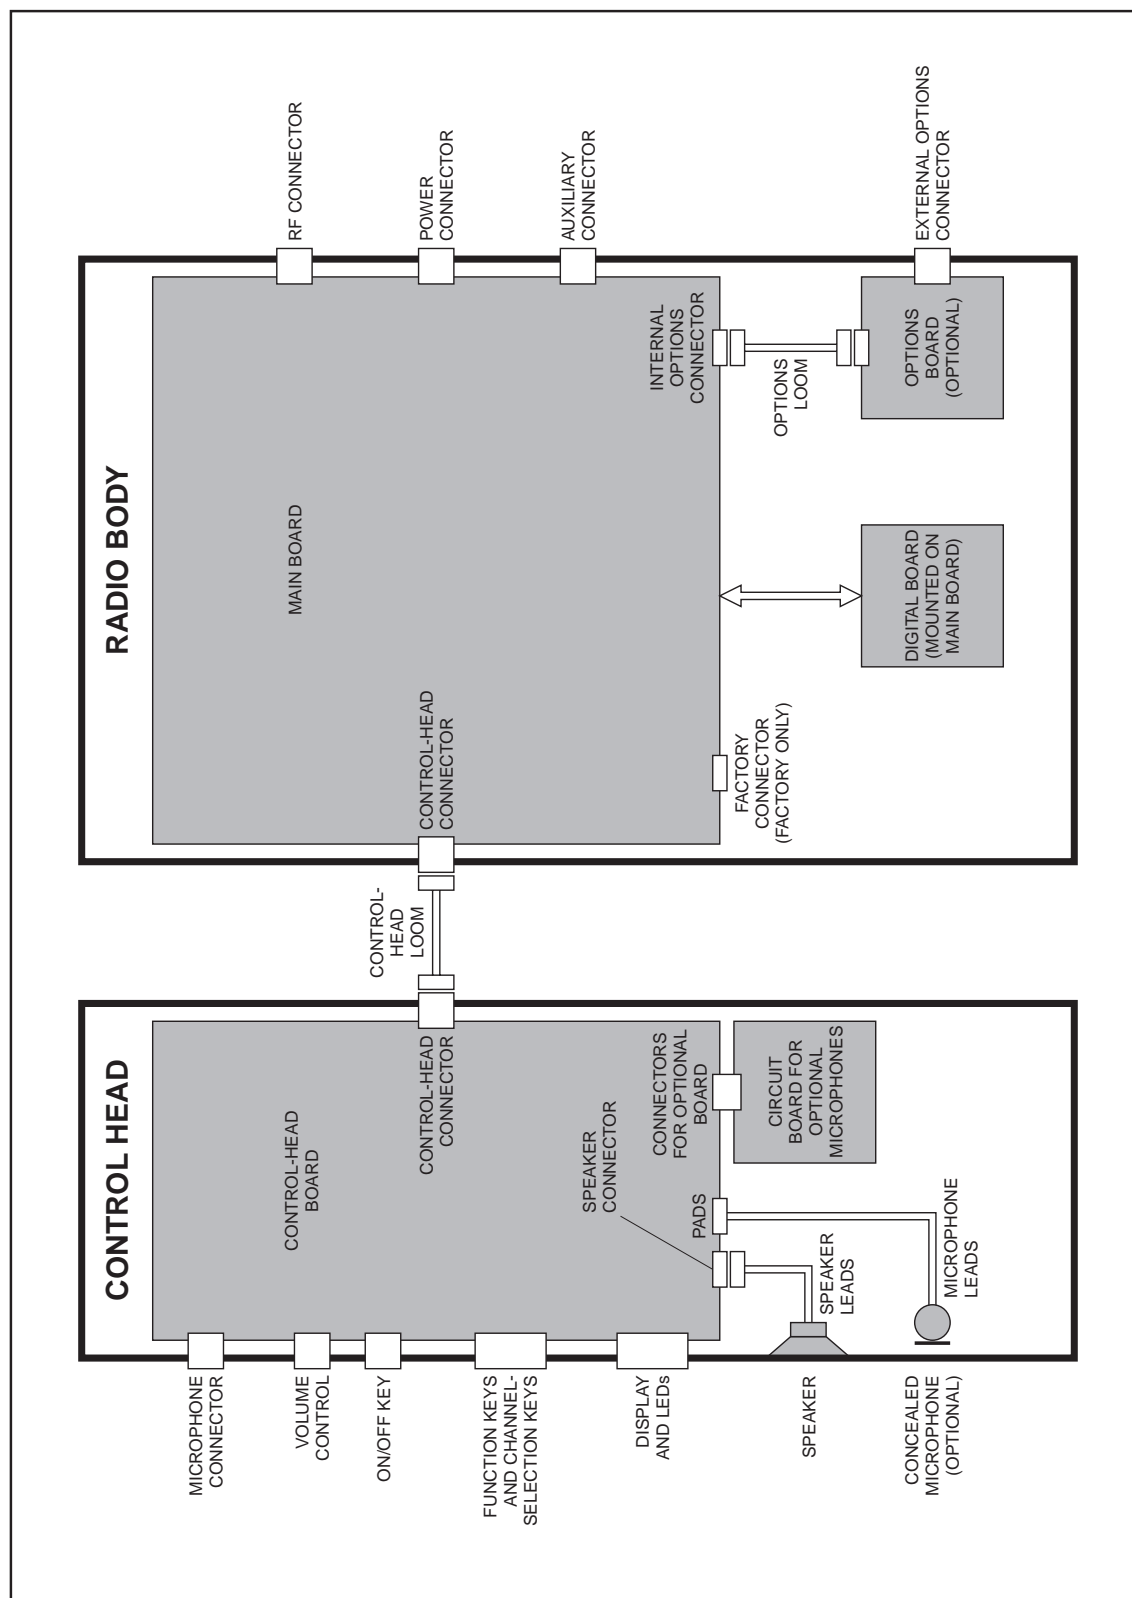 CONTROL HEAD
MICROPHONE
CONNECTOR
VOLUME
CONTROL
ON/OFF KEY
FUNCTION KEYS
AND CHANNEL-
SELECTION KEYS
DISPLAY
AND LEDs
SPEAKER
CONCEALED
MICROPHONE
(OPTIONAL)
CONTROL-HEAD
BOARD
CONTROL-HEAD
CONNECTOR
SPEAKER
CONNECTOR
CONNECTORS
FOR OPTIONAL
BOARD
PADS
SPEAKER
LEADS
MICROPHONE
LEADS
CIRCUIT
BOARD FOR
OPTIONAL
MICROPHONES
CONTROL-
HEAD
LOOM
RADIO BODY
MAIN BOARD
CONTROL-HEAD
CONNECTOR
INTERNAL
OPTIONS
CONNECTOR
FACTORY
CONNECTOR
(FACTORY ONLY)
DIGITAL BOARD
(MOUNTED ON
MAIN BOARD)
OPTIONS
LOOM
OPTIONS
BOARD
(OPTIONAL)
RF CONNECTOR
POWER
CONNECTOR
AUXILIARY
CONNECTOR
EXTERNAL OPTIONS
CONNECTOR